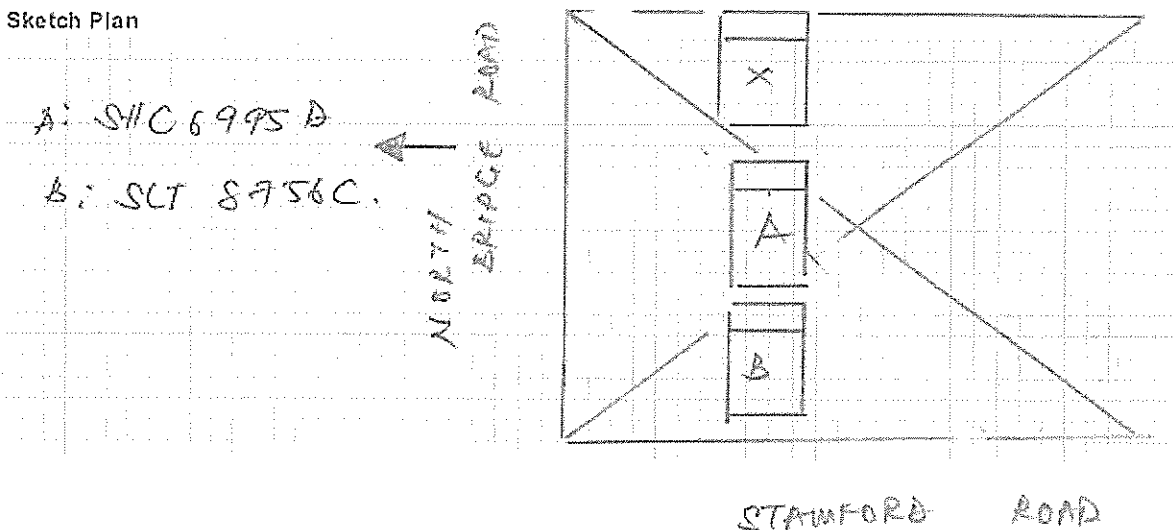 Sketch Plan
A: SHC 6995 D
B: SLT 8756C.
NORTH
BRIDGE ROAD
X
A
B
STAMFORD ROAD